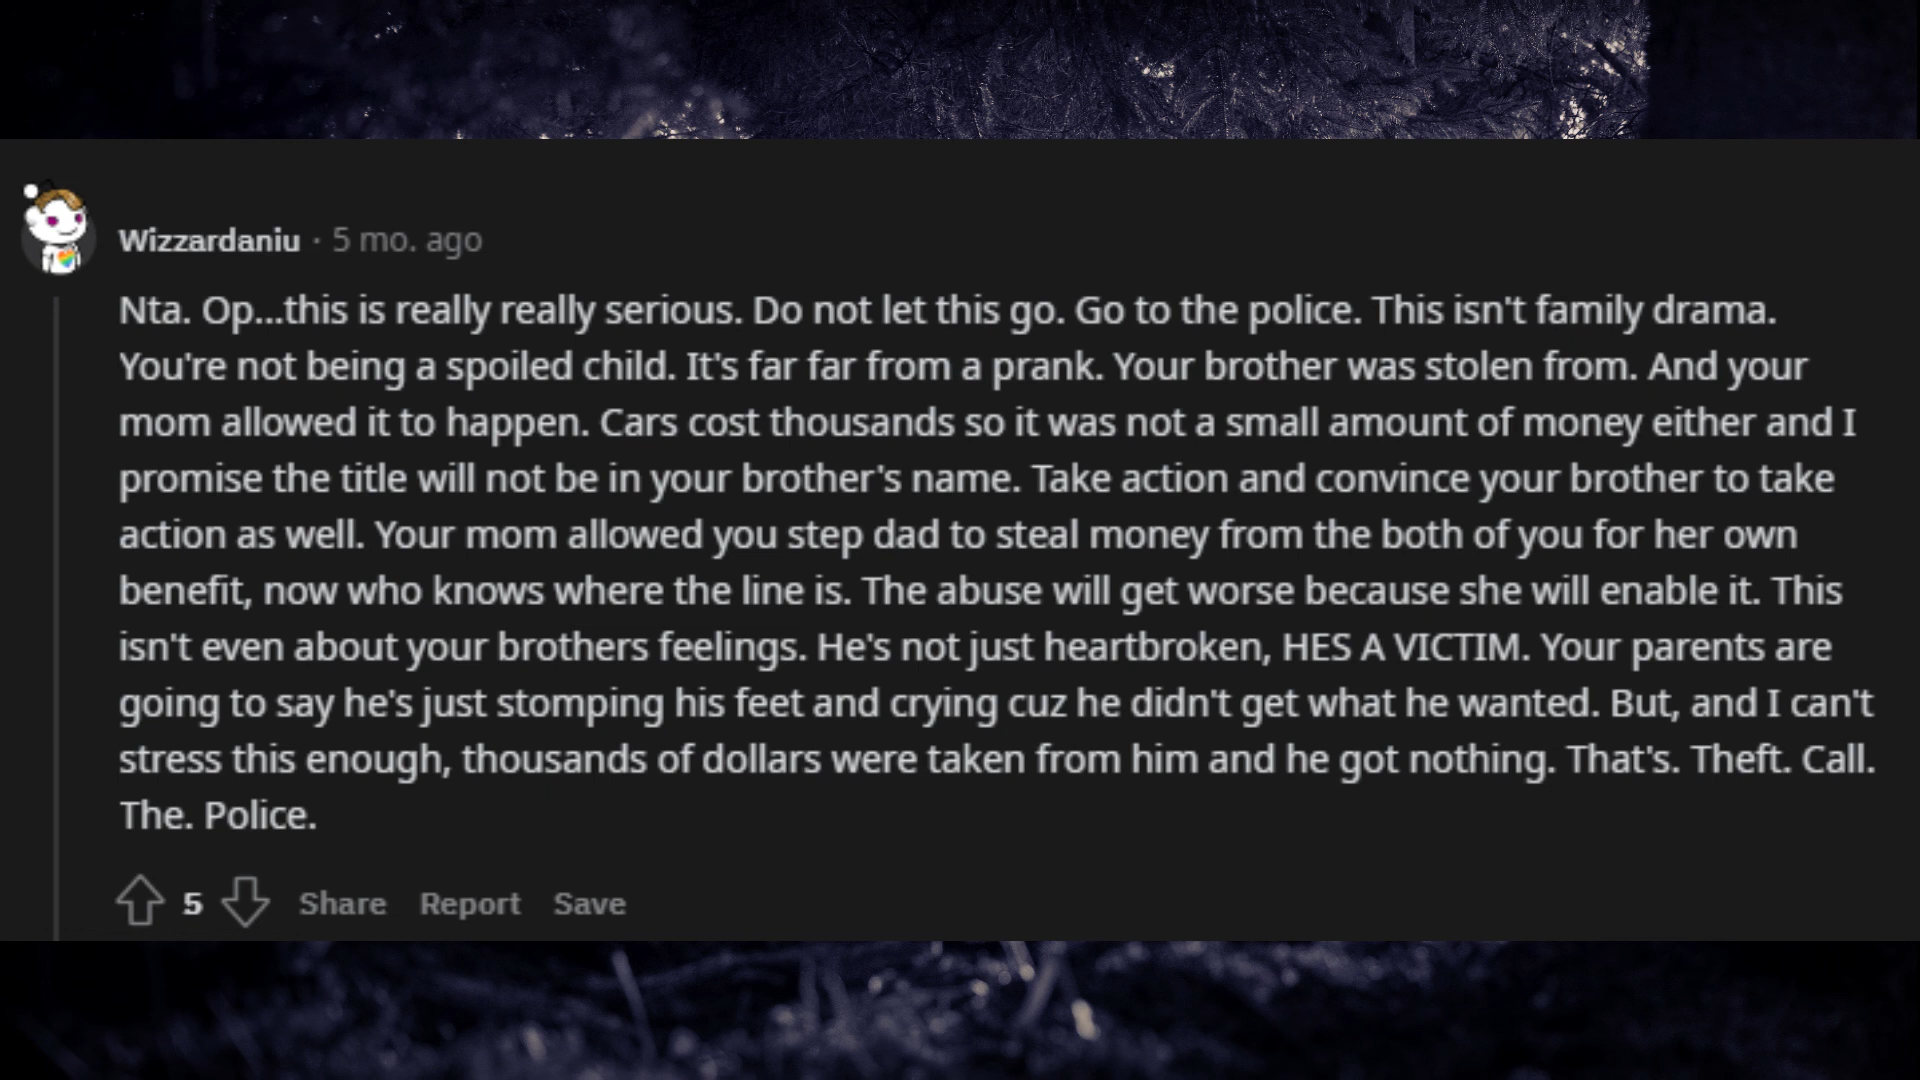 Wizzardaniu · 5 mo. ago
Nta. Op...this is really really serious. Do not let this go. Go to the police. This isn't family drama.
You're not being a spoiled child. It's far far from a prank. Your brother was stolen from. And your
mom allowed it to happen. Cars cost thousands so it was not a small amount of money either and I
promise the title will not be in your brother's name. Take action and convince your brother to take
action as well. Your mom allowed you step dad to steal money from the both of you for her own
benefit, now who knows where the line is. The abuse will get worse because she will enable it. This
isn't even about your brothers feelings. He's not just heartbroken, HES A VICTIM. Your parents are
going to say he's just stomping his feet and crying cuz he didn't get what he wanted. But, and I can't
stress this enough, thousands of dollars were taken from him and he got nothing. That's. Theft. Call.
The. Police.
5 Share Report Save